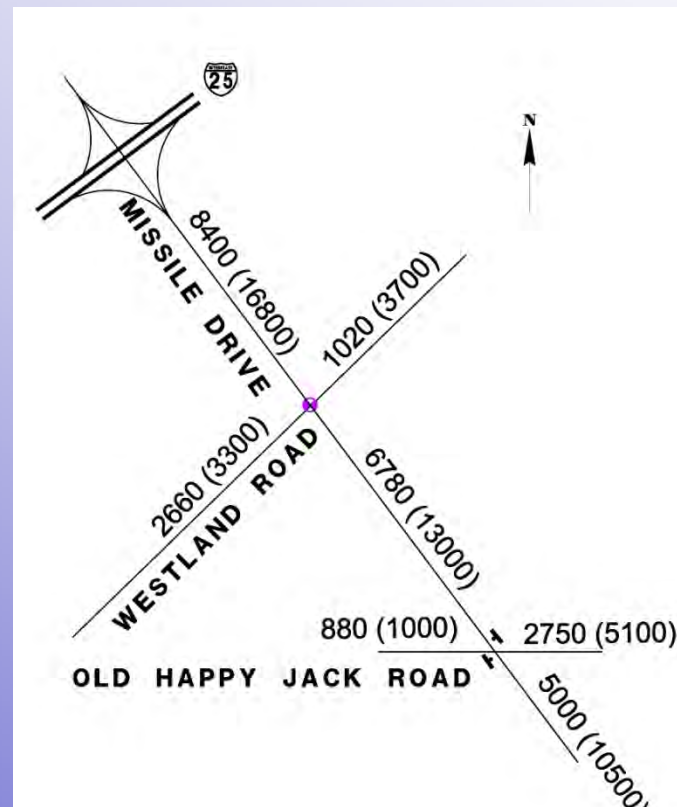 25
N
8400 (16800)
MISSILE DRIVE
1020 (3700)
2660 (3300)
WESTLAND ROAD
6780 (13000)
880 (1000)
2750 (5100)
OLD HAPPY JACK ROAD
5000 (10500)